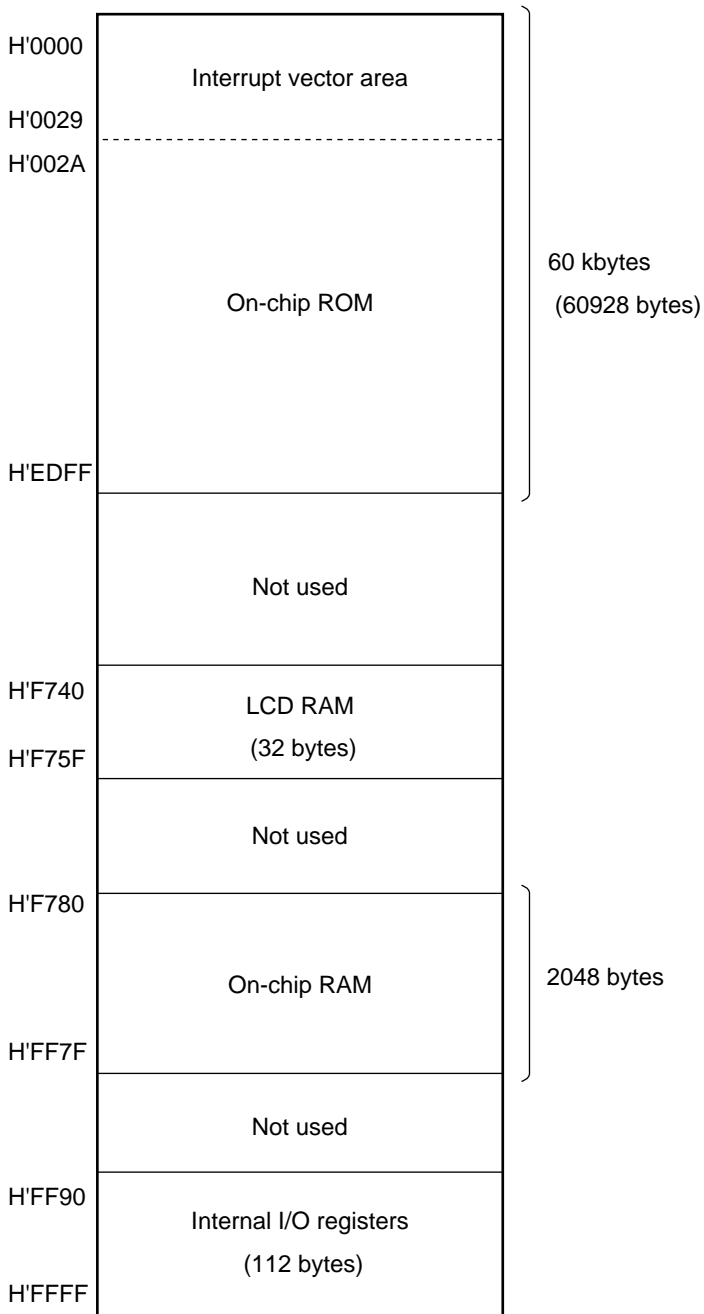 H'0000
Interrupt vector area
H'0029
H'002A
On-chip ROM
60 kbytes
(60928 bytes)
H'EDFF
Not used
H'F740
LCD RAM
(32 bytes)
H'F75F
Not used
H'F780
On-chip RAM
2048 bytes
H'FF7F
Not used
H'FF90
Internal I/O registers
(112 bytes)
H'FFFF